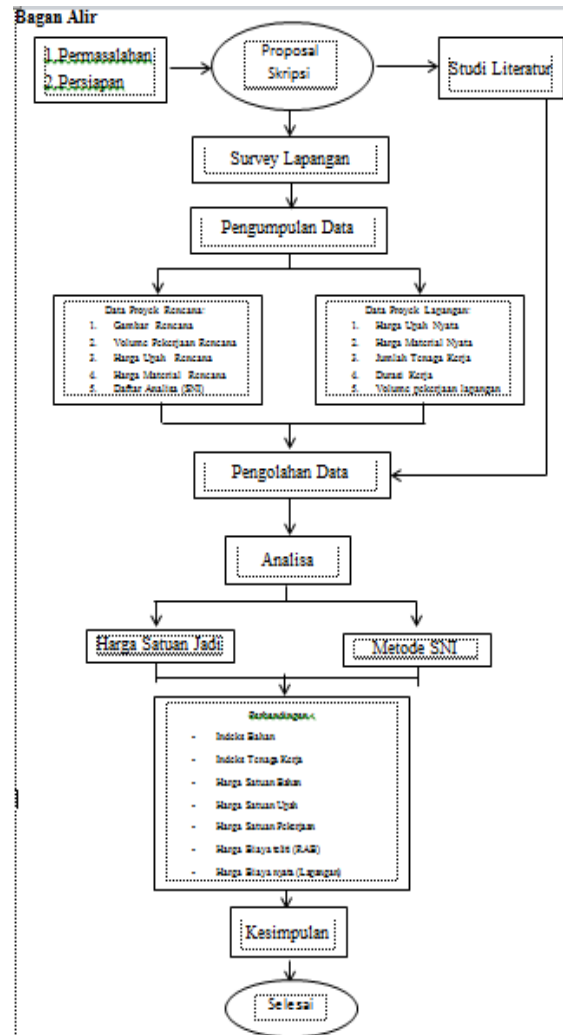 Bagan Alir
1.Permasalahan
2.Persiapan
Proposal
Skripsi
Studi Literatur
Survey Lapangan
Pengumpulan Data
Data Proyek Rencana:
1. Gambar Rencana
2. Volume Pekerjaan Rencana
3. Harga Upah Rencana
4. Harga Material Rencana
5. Daftar Analisa (SNI)
Data Proyek Lapangan:
1. Harga Upah Nyata
2. Harga Material Nyata
3. Jumlah Tenaga Kerja
4. Durasi Kerja
5. Volume pekerjaan lapangan
Pengolahan Data
Analisa
Harga Satuan Jadi
Metode SNI
Perbandingan:
- Indeks Bahan
- Indeks Tenaga Kerja
- Harga Satuan Bahan
- Harga Satuan Upah
- Harga Satuan Pekerjaan
- Harga Biaya (RAB)
- Harga Biaya nyata (Lapangan)
Kesimpulan
Selesai